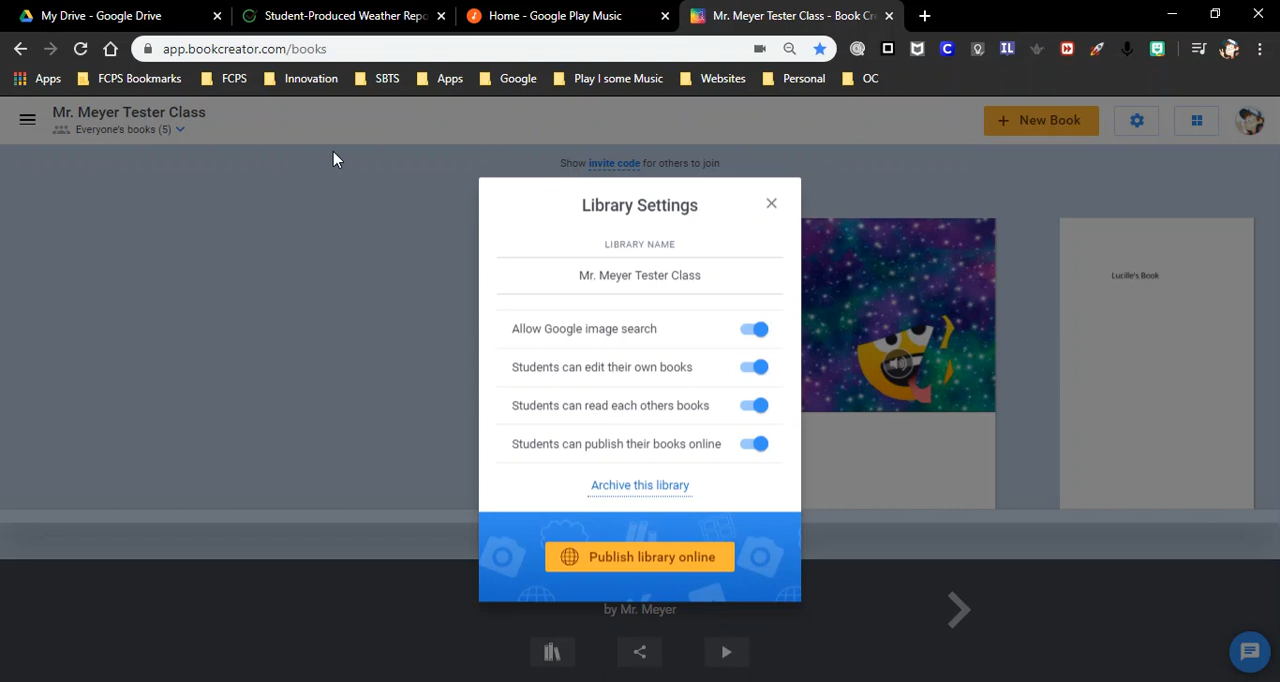 My Drive - Google Drive
Student-Produced Weather Repo
Home - Google Play Music
Mr. Meyer Tester Class - Book Cr
app.bookcreator.com/books
Apps FCPS Bookmarks FCPS Innovation SBTS Apps Google Play I some Music Websites Personal OC
Mr. Meyer Tester Class
Everyone's books (5)
+ New Book
Show invite code for others to join
Library Settings
LIBRARY NAME
Mr. Meyer Tester Class
Allow Google image search
Students can edit their own books
Students can read each others books
Students can publish their books online
Archive this library
Publish library online
Lucille's Book
by Mr. Meyer